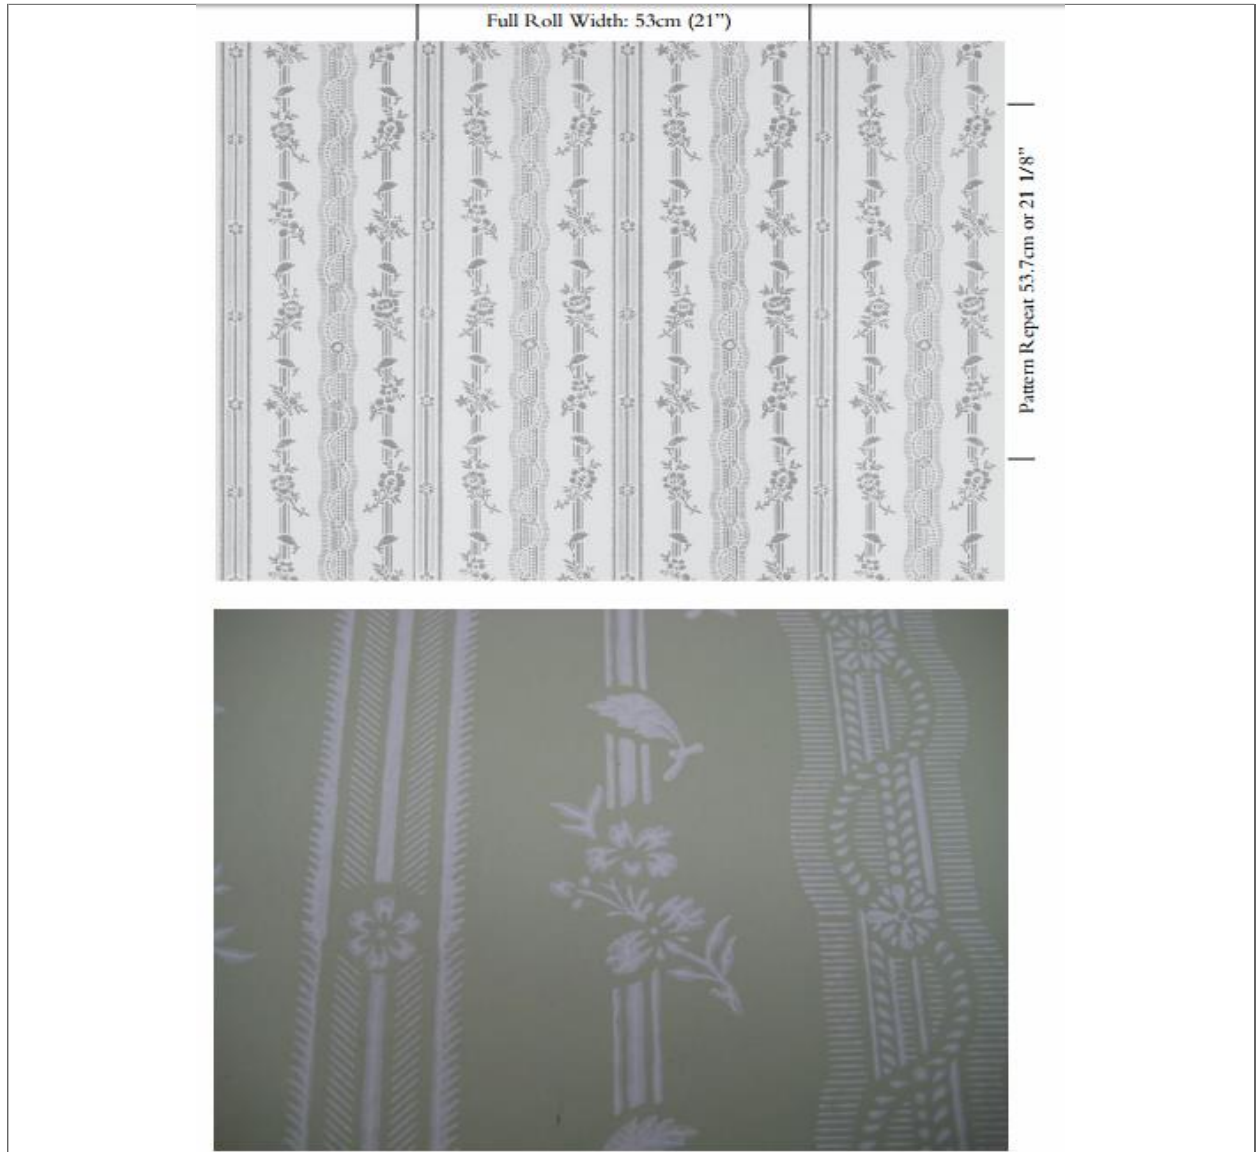 Full Roll Width: 53cm (21”)
Pattern Repeat 53.7cm or 21 1/8”